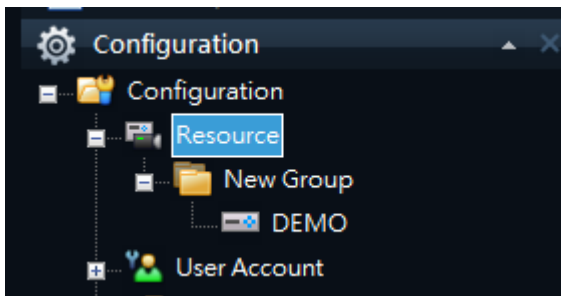 Configuration
Configuration
Resource
New Group
DEMO
User Account